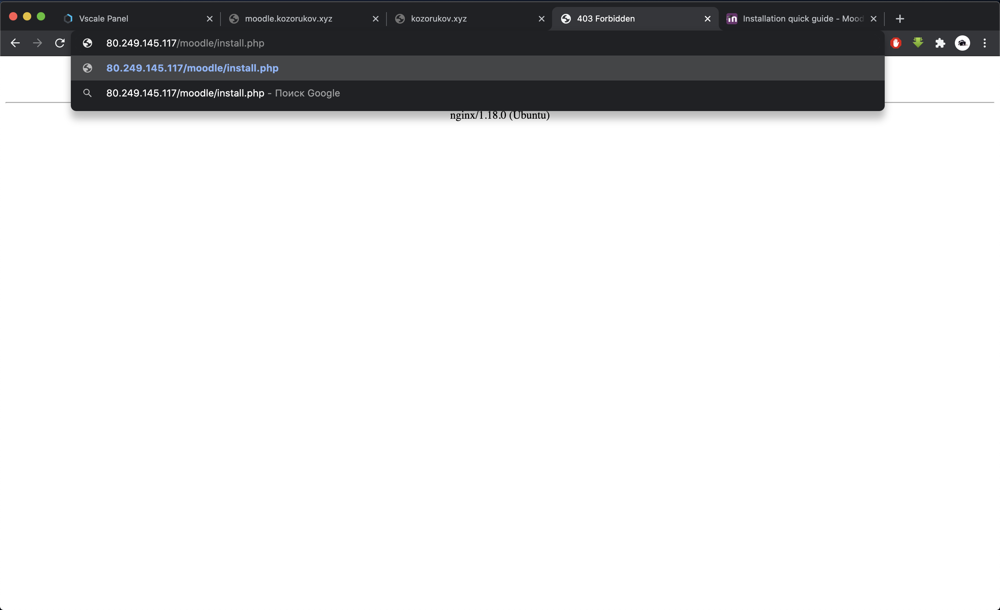 Vscale Panel
moodle.kozorukov.xyz
kozorukov.xyz
403 Forbidden
Installation quick guide - Mood
80.249.145.117/moodle/install.php
80.249.145.117/moodle/install.php
80.249.145.117/moodle/install.php - Поиск Google
nginx/1.18.0 (Ubuntu)